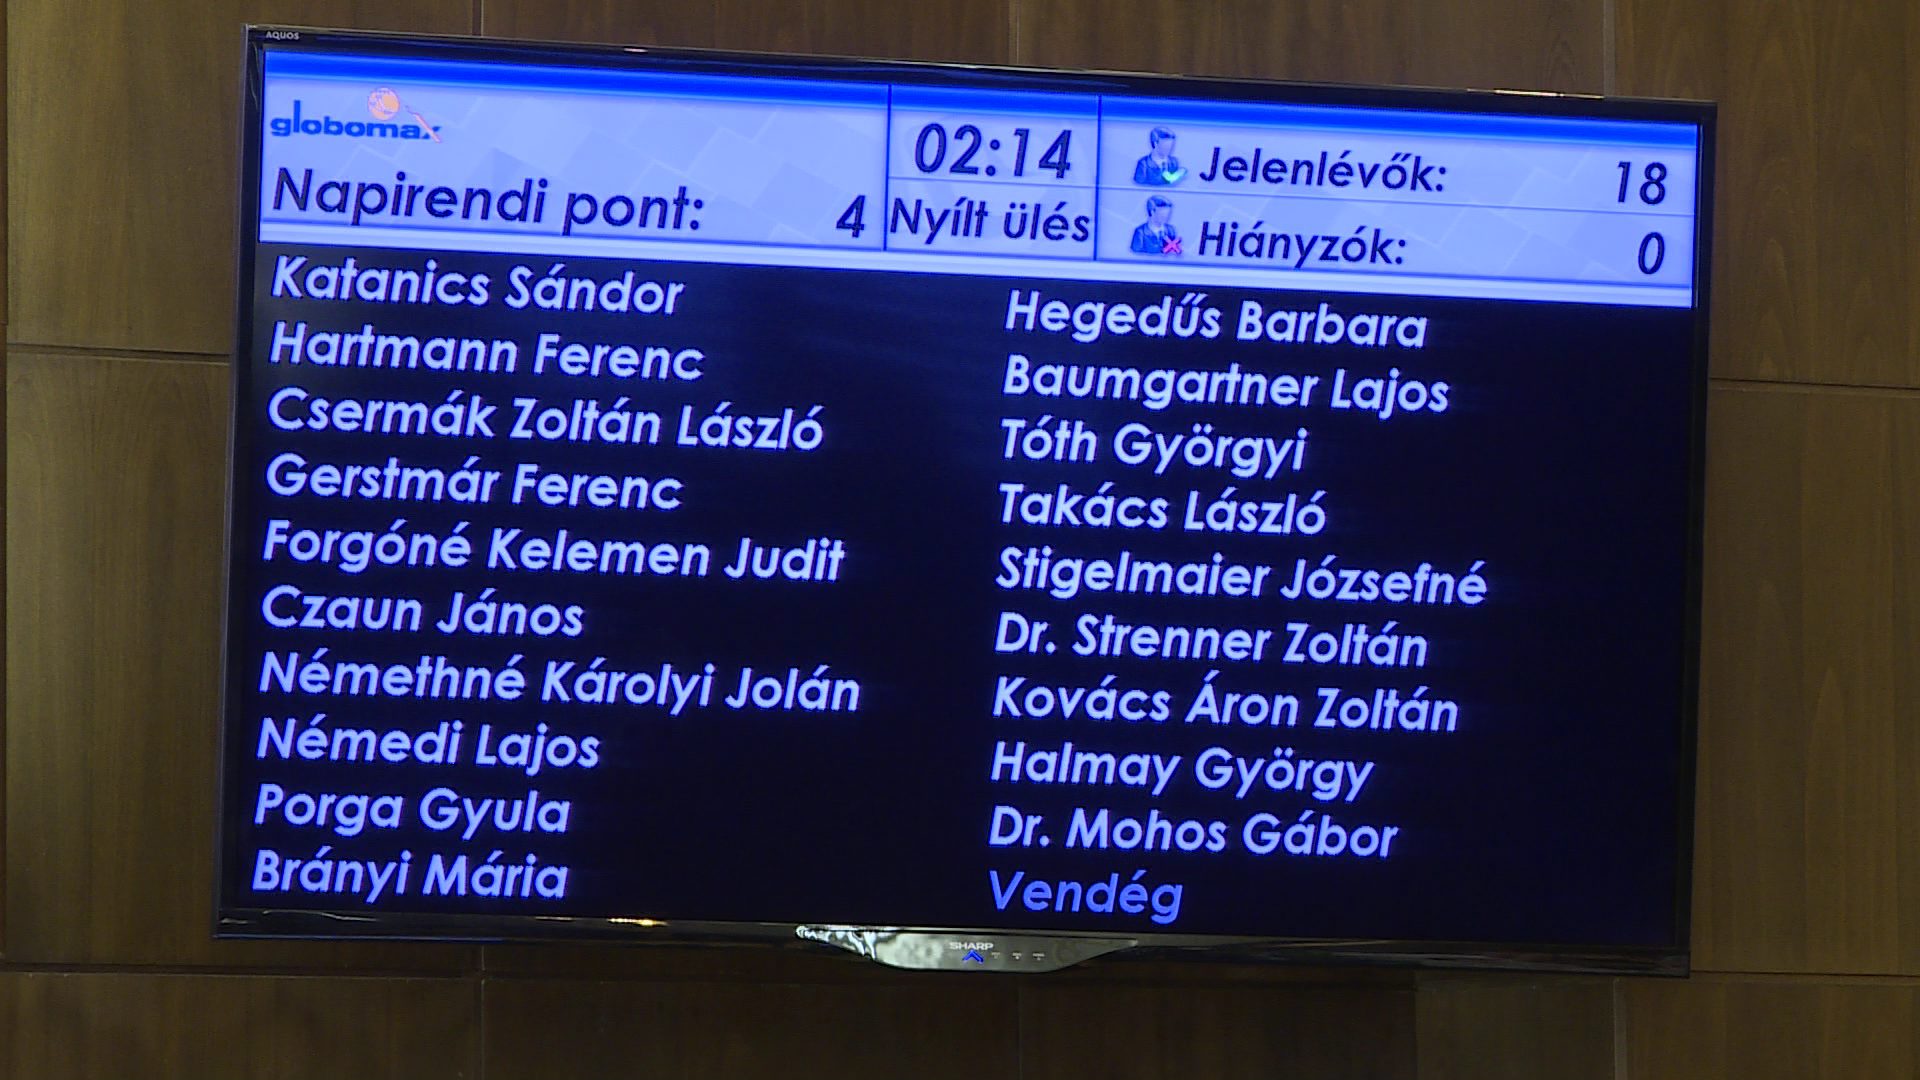 AQUOS
globomax
Napirendi pont: 4
02:14
Nyílt ülés
Jelenlévők: 18
Hiányzók: 0
Katanics Sándor
Hartmann Ferenc
Csermák Zoltán László
Gerstmár Ferenc
Forgóné Kelemen Judit
Czaun János
Némethné Károlyi Jolán
Némedi Lajos
Porga Gyula
Brányi Mária
Hegedűs Barbara
Baumgartner Lajos
Tóth Györgyi
Takács László
Stigelmaier Józsefné
Dr. Strenner Zoltán
Kovács Áron Zoltán
Halmay György
Dr. Mohos Gábor
Vendég
SHARP